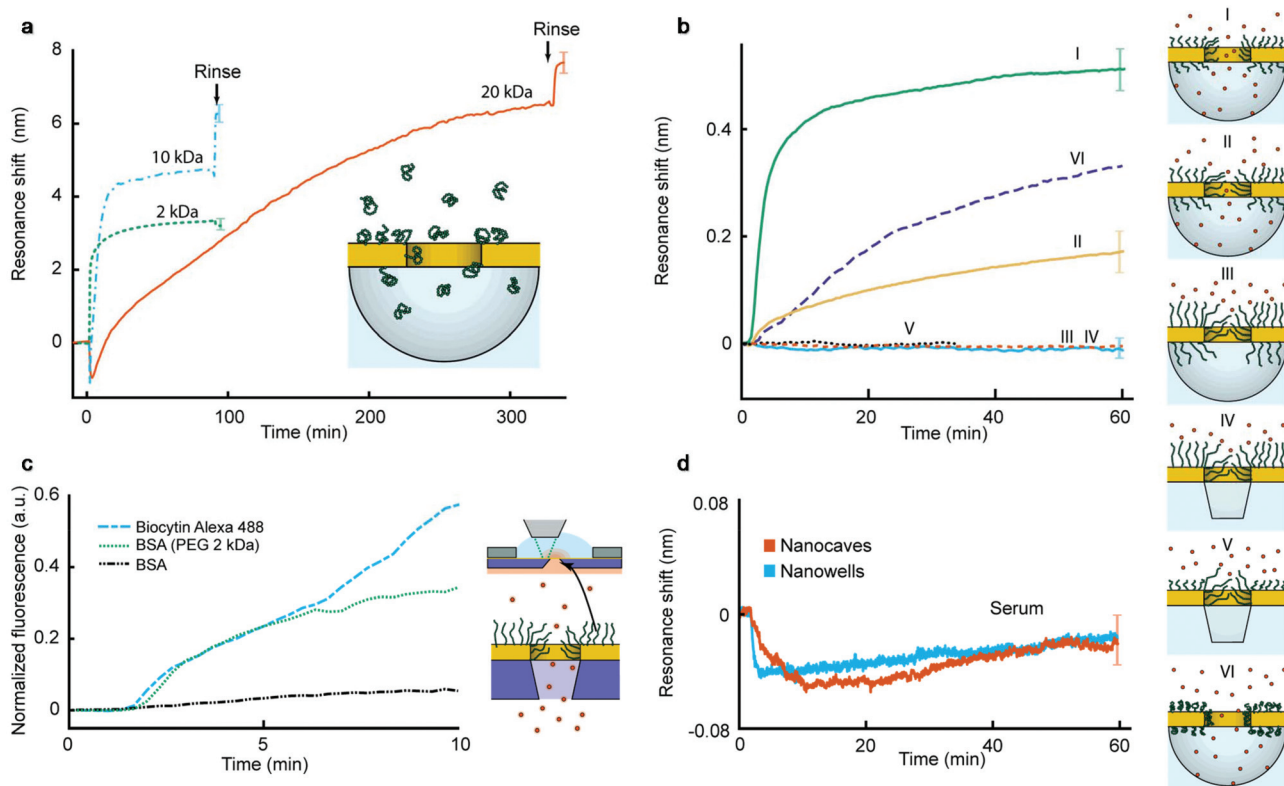 a
Resonance shift (nm)
8
6
4
2
0
Rinse
Rinse
20 kDa
10 kDa
2 kDa
0
100
200
300
Time (min)
b
Resonance shift (nm)
0.4
0.2
0
I
VI
II
V
III IV
0
20
40
60
Time (min)
I
II
III
IV
V
VI
c
Normalized fluorescence (a.u.)
0.6
0.4
0.2
0
Biocytin Alexa 488
BSA (PEG 2 kDa)
BSA
0
5
10
Time (min)
d
Resonance shift (nm)
0.08
0
-0.08
Nanocaves
Nanowells
Serum
0
20
40
60
Time (min)